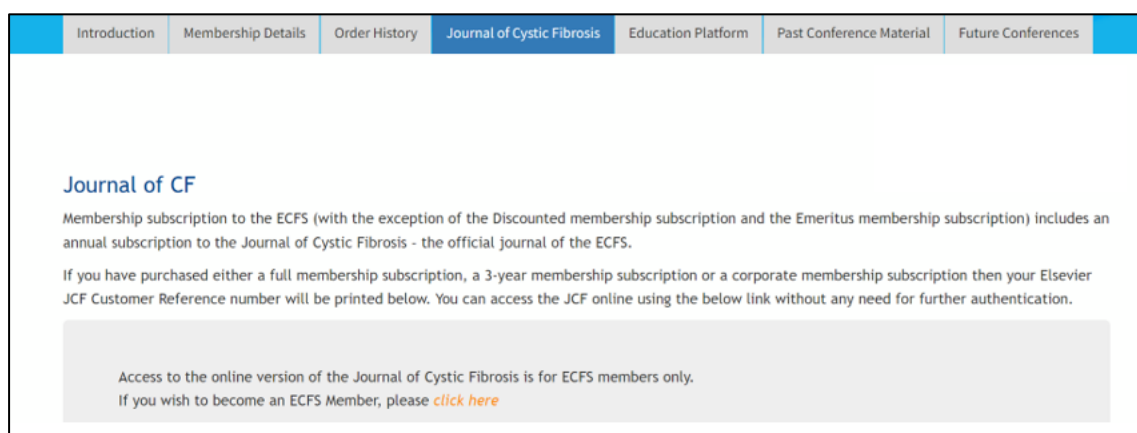 Introduction Membership Details Order History Journal of Cystic Fibrosis Education Platform Past Conference Material Future Conferences
Journal of CF
Membership subscription to the ECFS (with the exception of the Discounted membership subscription and the Emeritus membership subscription) includes an
annual subscription to the Journal of Cystic Fibrosis - the official journal of the ECFS.
If you have purchased either a full membership subscription, a 3-year membership subscription or a corporate membership subscription then your Elsevier
JCF Customer Reference number will be printed below. You can access the JCF online using the below link without any need for further authentication.
Access to the online version of the Journal of Cystic Fibrosis is for ECFS members only.
If you wish to become an ECFS Member, please click here